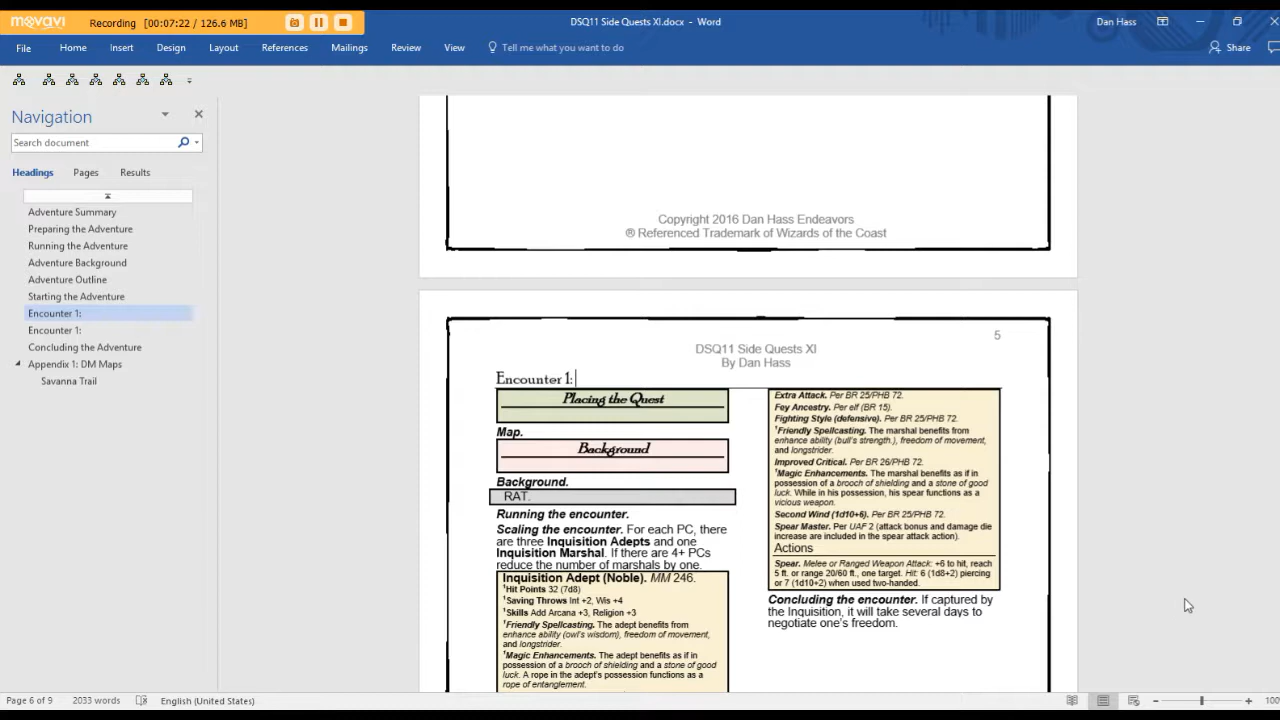 movavi
Recording (00:07:22 / 126.6 MB)
DSQ11 Side Quests XI.docx - Word
Dan Hass
File Home Insert Design Layout References Mailings Review View Tell me what you want to do
Share
Navigation
Search document
Headings Pages Results
Adventure Summary
Preparing the Adventure
Running the Adventure
Adventure Background
Adventure Outline
Starting the Adventure
Encounter 1:
Encounter 1:
Concluding the Adventure
Appendix 1: DM Maps
Savanna Trail
Copyright 2016 Dan Hass Endeavors
® Referenced Trademark of Wizards of the Coast
5
DSQ11 Side Quests XI
By Dan Hass
Encounter 1:
Placing the Quest
Map.
Background
Background.
RAT.
Running the encounter.
Scaling the encounter. For each PC, there
are three Inquisition Adepts and one
Inquisition Marshal. If there are 4+ PCs
reduce the number of marshals by one.
Inquisition Adept (Noble). MM 246.
¹Hit Points 32 (7d8)
¹Saving Throws Int +2, Wis +4
¹Skills Add Arcana +3, Religion +3
¹Friendly Spellcasting. The adept benefits from
enhance ability (owl's wisdom), freedom of movement,
and longstrider.
¹Magic Enhancements. The adept benefits as if in
possession of a brooch of shielding and a stone of good
luck. A rope in the adept's possession functions as a
rope of entanglement.
Extra Attack. Per BR 25/PHB 72.
Fey Ancestry. Per elf (BR 15).
Fighting Style (defensive). Per BR 25/PHB 72.
¹Friendly Spellcasting. The marshal benefits from
enhance ability (bull's strength,), freedom of movement,
and longstrider.
Improved Critical. Per BR 26/PHB 72.
¹Magic Enhancements. The marshal benefits as if in
possession of a brooch of shielding and a stone of good
luck. While in his possession, his spear functions as a
vicious weapon.
Second Wind (1d10+6). Per BR 25/PHB 72.
Spear Master. Per UAF 2 (attack bonus and damage die
increase are included in the spear attack action).
Actions
Spear. Melee or Ranged Weapon Attack: +6 to hit, reach
5 ft. or range 20/60 ft., one target. Hit: 6 (1d8+2) piercing
or 7 (1d10+2) when used two-handed.
Concluding the encounter. If captured by
the Inquisition, it will take several days to
negotiate one's freedom.
Page 6 of 9 2033 words English (United States)
100